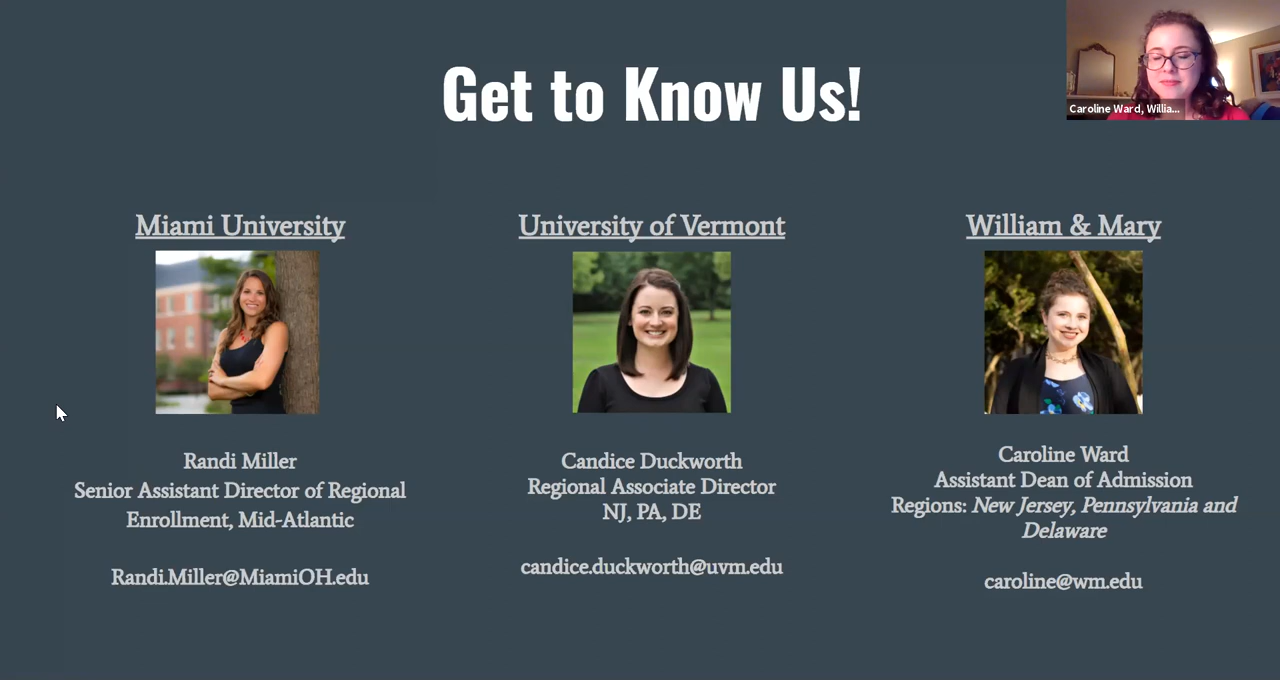 Get to Know Us!
Caroline Ward, Willia...
Miami University
Randi Miller
Senior Assistant Director of Regional
Enrollment, Mid-Atlantic
Randi.Miller@MiamiOH.edu
University of Vermont
Candice Duckworth
Regional Associate Director
NJ, PA, DE
candice.duckworth@uvm.edu
William & Mary
Caroline Ward
Assistant Dean of Admission
Regions: New Jersey, Pennsylvania and
Delaware
caroline@wm.edu